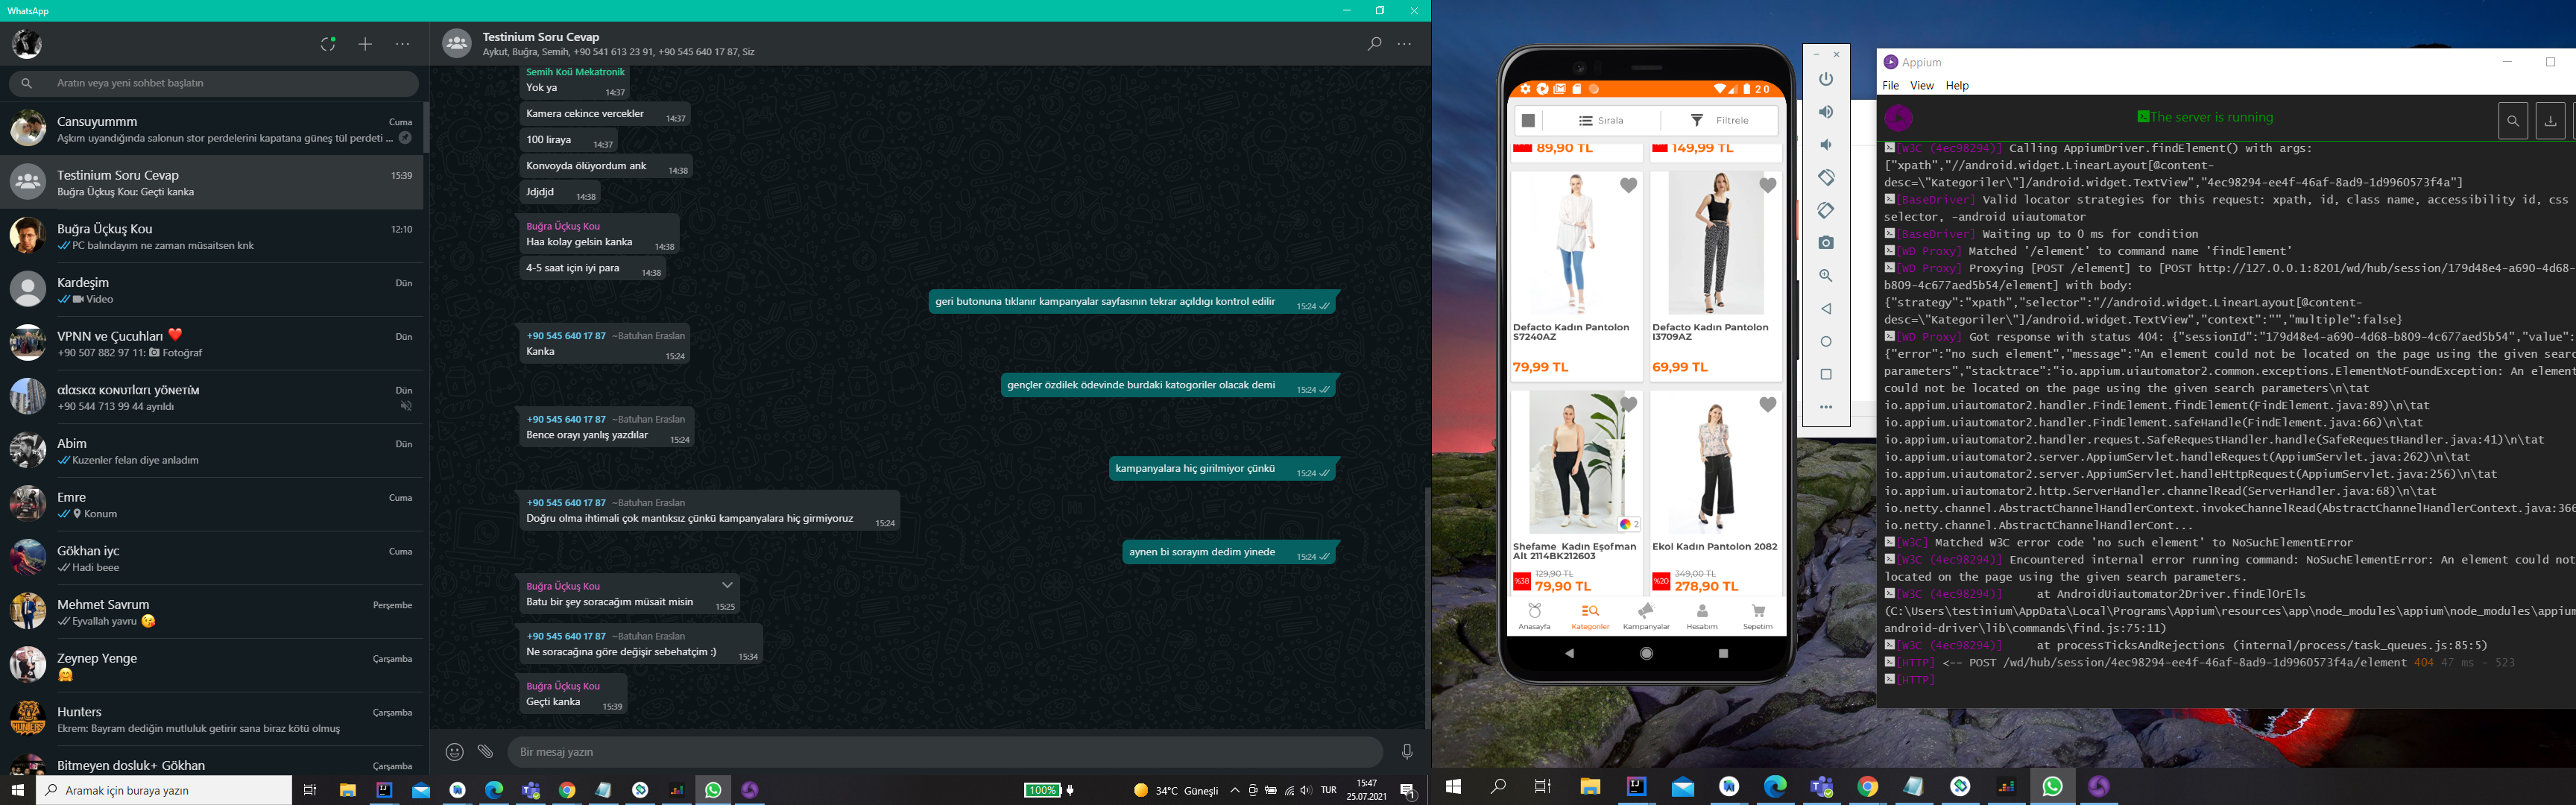 WhatsApp
Aratın veya yeni sohbet başlatın
Cansuyummm
Cuma
Aşkım uyandığında salonun stor perdelerini kapatana güneş tül perdeti ...
Testinium Soru Cevap
15:39
Buğra Üçkuş Kou: Geçti kanka
Buğra Üçkuş Kou
12:10
PC balındayım ne zaman müsaitsen knk
Kardeşim
Dün
Video
VPNN ve Çucuhları ❤️
Dün
+90 507 882 97 11: Fotoğraf
αlαsкα кonuтlαrı yöneтiм
Dün
+90 544 713 99 44 ayrıldı
Abim
Dün
Kuzenler felan diye anladım
Emre
Cuma
Konum
Gökhan iyc
Cuma
Hadi beee
Mehmet Savrum
Perşembe
Eyvallah yavru 😘
Zeynep Yenge
Çarşamba
🤗
Hunters
Çarşamba
Ekrem: Bayram dediğin mutluluk getirir sana biraz kötü olmuş
Bitmeyen dosluk+ Gökhan
Çarşamba
Testinium Soru Cevap
Aykut, Buğra, Semih, +90 541 613 23 91, +90 545 640 17 87, Siz
Semih Koü Mekatronik
Yok ya 14:37
Kamera cekince vercekler 14:37
100 liraya 14:37
Konvoyda ölüyordum ank 14:38
Jdjdjd 14:38
Buğra Üçkuş Kou
Haa kolay gelsin kanka 14:38
4-5 saat için iyi para 14:38
geri butonuna tıklanır kampanyalar sayfasının tekrar açıldıgı kontrol edilir 15:24
+90 545 640 17 87 ~Batuhan Eraslan
Kanka 15:24
gençler özdilek ödevinde burdaki katogoriler olacak demi 15:24
+90 545 640 17 87 ~Batuhan Eraslan
Bence orayı yanlış yazdılar 15:24
kampanyalara hiç girilmiyor çünkü 15:24
+90 545 640 17 87 ~Batuhan Eraslan
Doğru olma ihtimali çok mantıksız çünkü kampanyalara hiç girmiyoruz 15:24
aynen bi sorayım dedim yinede 15:24
Buğra Üçkuş Kou
Batu bir şey soracağım müsait misin 15:25
+90 545 640 17 87 ~Batuhan Eraslan
Ne soracağına göre değişir sebehatçim :) 15:34
Buğra Üçkuş Kou
Geçti kanka 15:39
Bir mesaj yazın
Aramak için buraya yazın
100%
34°C Güneşli
TUR
15:47
25.07.2021
1
2 0
Sırala
Filtrele
89,90 TL
149,99 TL
Defacto Kadın Pantolon
S7240AZ
79,99 TL
Defacto Kadın Pantolon
I3709AZ
69,99 TL
2
Shefame Kadın Eşofman
Alt 2114BK212603
%38
129,90 TL
79,90 TL
Ekol Kadın Pantolon 2082
%20
349,00 TL
278,90 TL
Anasayfa
Kategoriler
Kampanyalar
Hesabım
Sepetim
Appium
File View Help
The server is running
[W3C (4ec98294)] Calling AppiumDriver.findElement() with args:
["xpath","//android.widget.LinearLayout[@content-
desc=\"Kategoriler\"]/android.widget.TextView","4ec98294-ee4f-46af-8ad9-1d9960573f4a"]
[BaseDriver] Valid locator strategies for this request: xpath, id, class name, accessibility id, css
selector, -android uiautomator
[BaseDriver] Waiting up to 0 ms for condition
[WD Proxy] Matched '/element' to command name 'findElement'
[WD Proxy] Proxying [POST /element] to [POST http://127.0.0.1:8201/wd/hub/session/179d48e4-a690-4d68-
b809-4c677aed5b54/element] with body:
{"strategy":"xpath","selector":"//android.widget.LinearLayout[@content-
desc=\"Kategoriler\"]/android.widget.TextView","context":"","multiple":false}
[WD Proxy] Got response with status 404: {"sessionId":"179d48e4-a690-4d68-b809-4c677aed5b54","value":
{"error":"no such element","message":"An element could not be located on the page using the given searc
parameters","stacktrace":"io.appium.uiautomator2.common.exceptions.ElementNotFoundException: An element
could not be located on the page using the given search parameters\n\tat
io.appium.uiautomator2.handler.FindElement.findElement(FindElement.java:89)\n\tat
io.appium.uiautomator2.handler.FindElement.safeHandle(FindElement.java:66)\n\tat
io.appium.uiautomator2.handler.request.SafeRequestHandler.handle(SafeRequestHandler.java:41)\n\tat
io.appium.uiautomator2.server.AppiumServlet.handleRequest(AppiumServlet.java:262)\n\tat
io.appium.uiautomator2.server.AppiumServlet.handleHttpRequest(AppiumServlet.java:256)\n\tat
io.appium.uiautomator2.http.ServerHandler.channelRead(ServerHandler.java:68)\n\tat
io.netty.channel.AbstractChannelHandlerContext.invokeChannelRead(AbstractChannelHandlerContext.java:366
io.netty.channel.AbstractChannelHandlerCont...
[W3C] Matched W3C error code 'no such element' to NoSuchElementError
[W3C (4ec98294)] Encountered internal error running command: NoSuchElementError: An element could not
located on the page using the given search parameters.
[W3C (4ec98294)] at AndroidUiautomator2Driver.findElOrEls
(C:\Users\testinium\AppData\Local\Programs\Appium\resources\app\node_modules\appium\node_modules\appium
android-driver\lib\commands\find.js:75:11)
[W3C (4ec98294)] at processTicksAndRejections (internal/process/task_queues.js:85:5)
[HTTP] <-- POST /wd/hub/session/4ec98294-ee4f-46af-8ad9-1d9960573f4a/element 404 47 ms - 523
[HTTP]